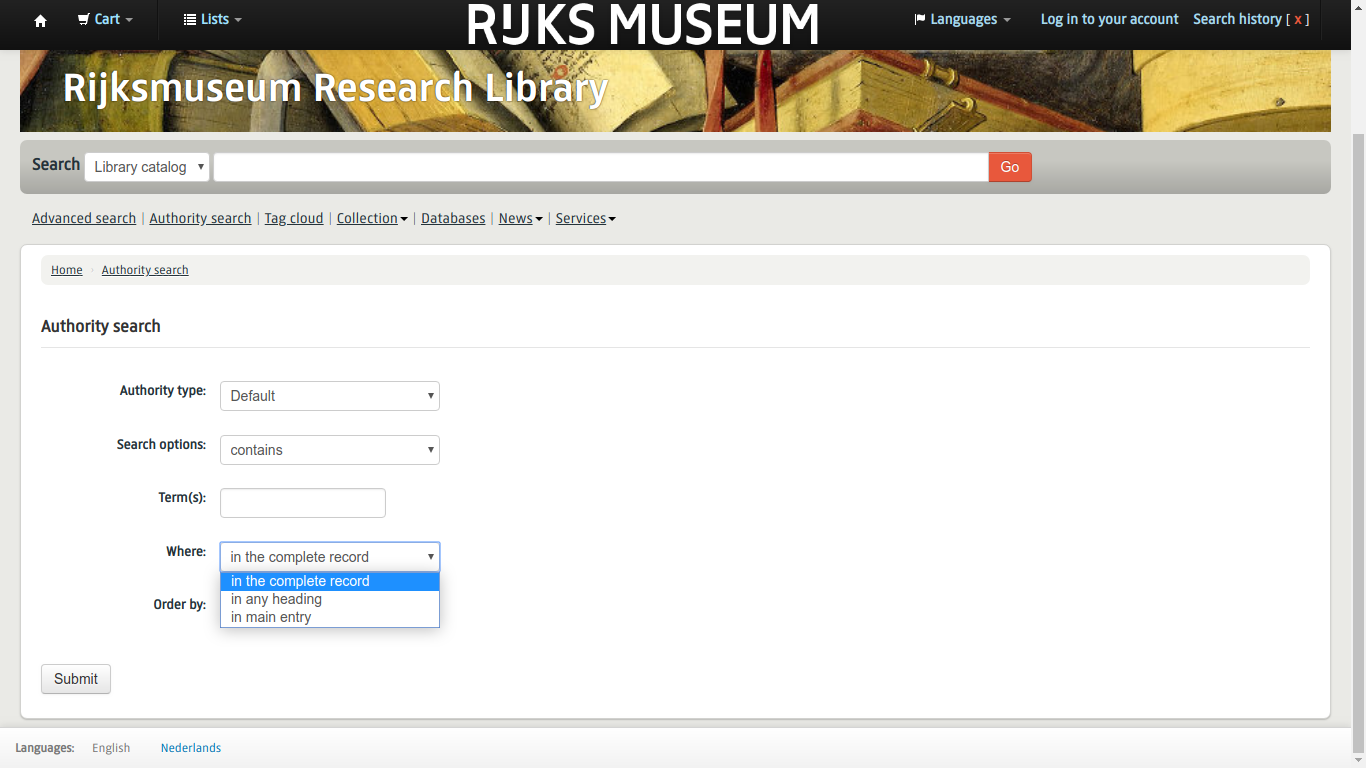 Cart Lists RIJKS MUSEUM Languages Log in to your account Search history [ x ]
Rijksmuseum Research Library
Search Library catalog Go
Advanced search | Authority search | Tag cloud | Collection | Databases | News | Services
Home Authority search
Authority search
Authority type: Default
Search options: contains
Term(s):
Where: in the complete record
in the complete record
in any heading
Order by:
in main entry
Submit
Languages: English Nederlands